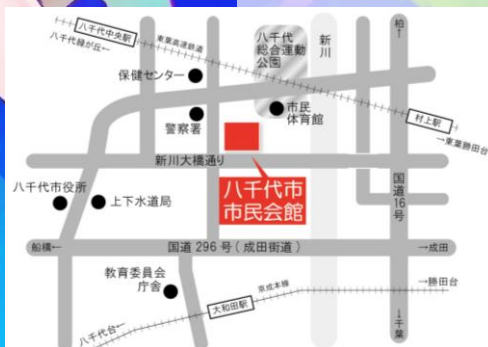 八千代中央駅
八千代緑が丘←
東葉高速鉄道
八千代
総合運動
公園
新川
柏↑
保健センター
市民
体育館
村上駅
→東葉勝田台
警察署
新川大橋通り
八千代市
市民会館
国道16号
八千代市役所
上下水道局
船橋←
国道296号(成田街道)
→成田
教育委員会
庁舎
京成本線
→勝田台
大和田駅
八千代台←
↓千葉